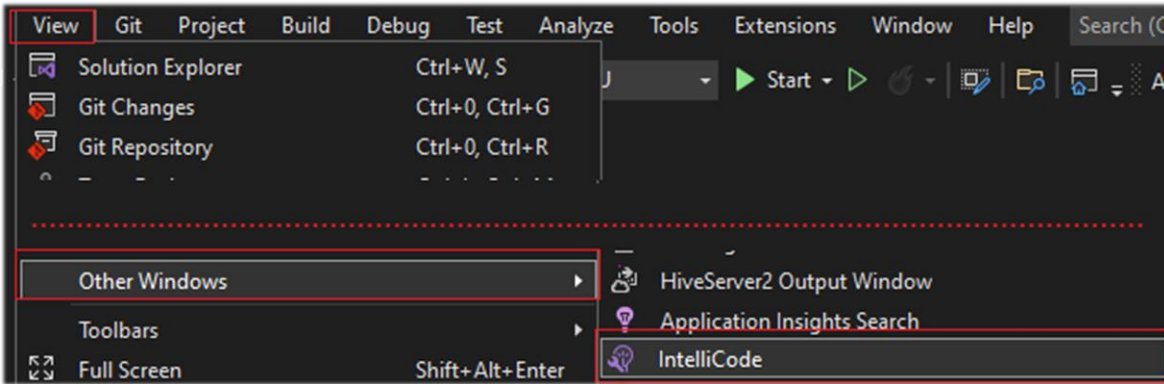 View Git Project Build Debug Test Analyze Tools Extensions Window Help Search (C
Solution Explorer Ctrl+W, S
Start
Git Changes Ctrl+0, Ctrl+G
Git Repository Ctrl+0, Ctrl+R
Other Windows
HiveServer2 Output Window
Toolbars
Application Insights Search
Full Screen Shift+Alt+Enter
IntelliCode